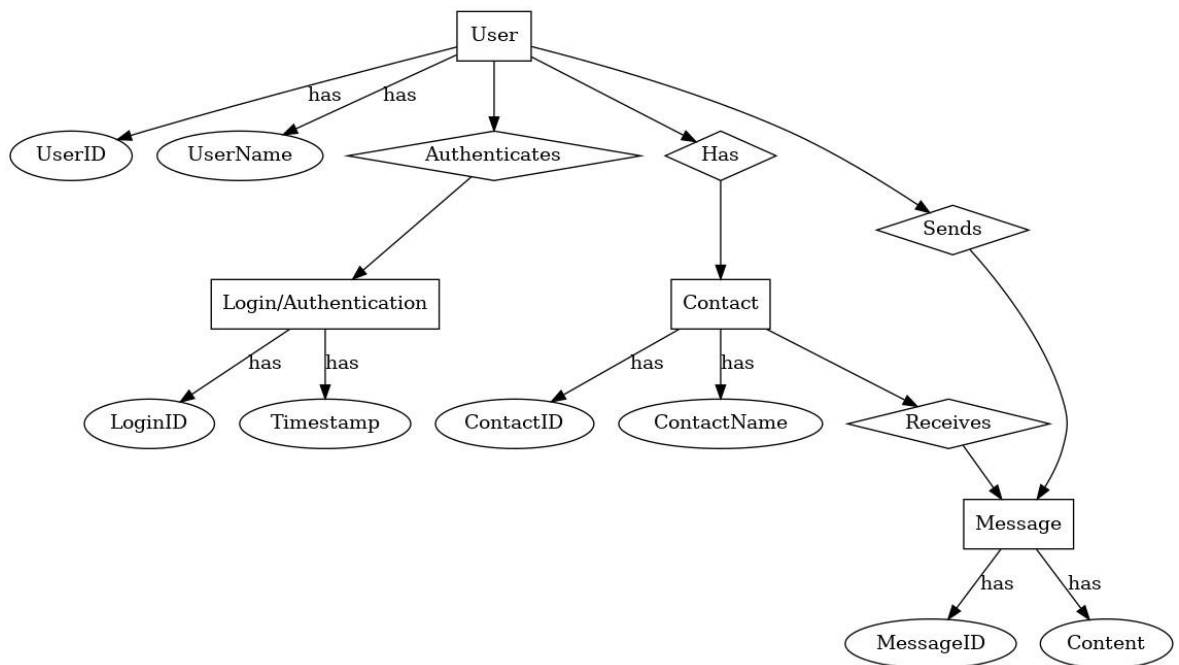 User
has
has
UserID
UserName
Authenticates
Has
Sends
Login/Authentication
Contact
has
has
has
has
LoginID
Timestamp
ContactID
ContactName
Receives
Message
has
has
MessageID
Content